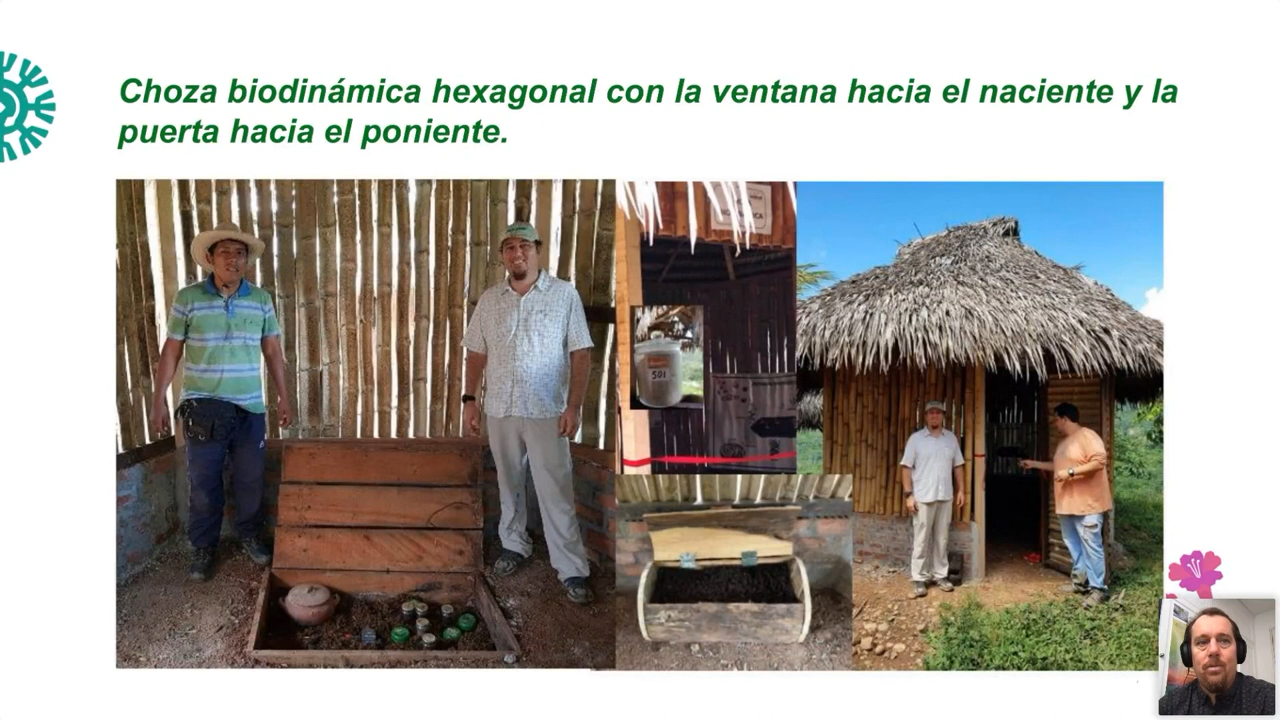 Choza biodinámica hexagonal con la ventana hacia el naciente y la
puerta hacia el poniente.
501